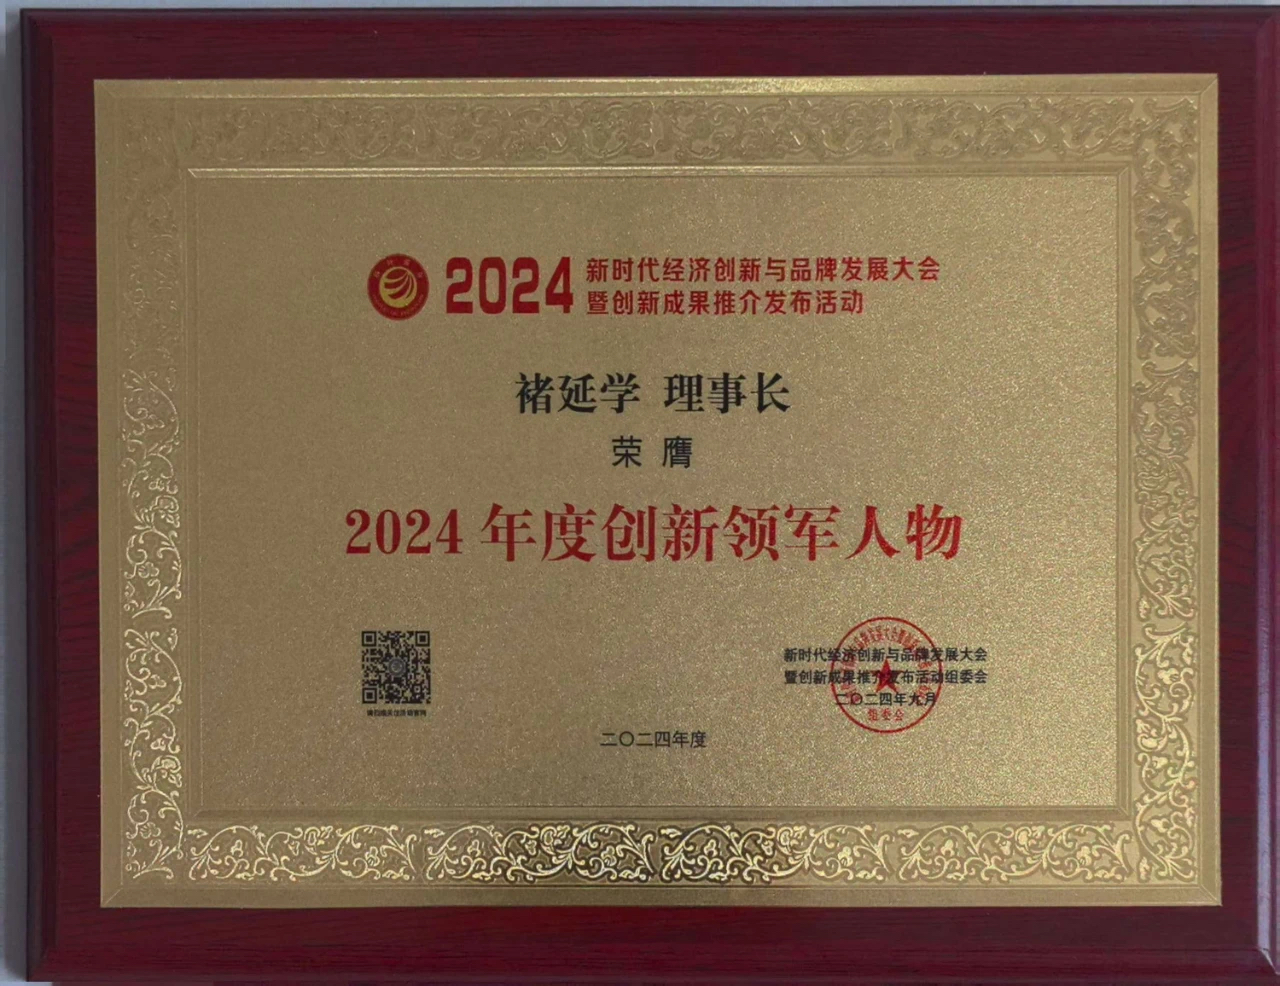 2024 新时代经济创新与品牌发展大会
暨创新成果推介发布活动
褚延学 理事长
荣膺
2024 年度创新领军人物
新时代经济创新与品牌发展大会
暨创新成果推介发布活动组委会
二〇二四年九月
组委会
二〇二四年度